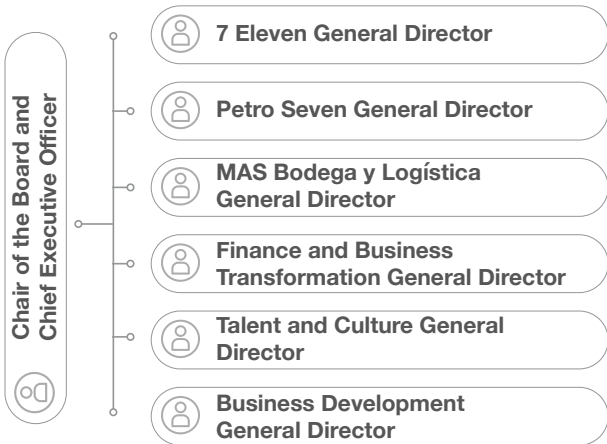 Chair of the Board and
Chief Executive Officer
7 Eleven General Director
Petro Seven General Director
MAS Bodega y Logística
General Director
Finance and Business
Transformation General Director
Talent and Culture General
Director
Business Development
General Director